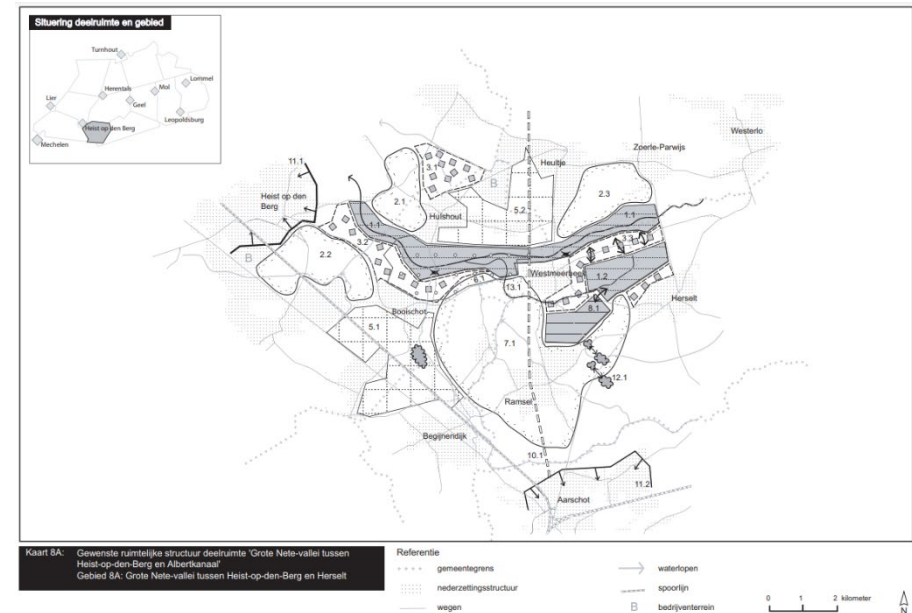 Situering deelruimte en gebied
Turnhout
Lommel
Herentals
Mol
Lier
Geel
Leopoldsburg
Heist op den Berg
Mechelen
Westerlo
Zoerle-Parwijs
Heultje
11.1
3.1
B
2.3
Heist op den
Berg
2.1
5.2
1.1
Hulshout
1.1
3.2
B
2.2
Westmeerbeek
1.2
13.1
Herselt
Booischot
5.1
7.1
12.1
Ramsel
Begijnendijk
10.1
11.2
Aarschot
Kaart 8A: Gewenste ruimtelijke structuur deelruimte 'Grote Nete-vallei tussen
Heist-op-den-Berg en Albertkanaal'
Gebied 8A: Grote Nete-vallei tussen Heist-op-den-Berg en Herselt
Referentie
gemeentegrens
nederzettingsstructuur
wegen
waterlopen
spoorlijn
B bedrijventerrein
0 1 2 kilometer
N